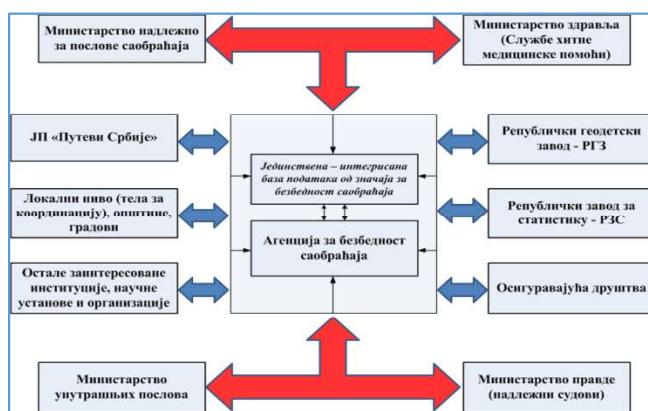 Министарство надлежно
за послове саобраћаја
Министарство здравља
(Службе хитне
медицинске помоћи)
ЈП «Путеви Србије»
Јединствена – интегрисана
база података од значаја за
безбедност саобраћаја
Републички геодетски
завод - РГЗ
Локални ниво (тела за
координацију), општине,
градови
Агенција за безбедност
саобраћаја
Републички завод за
статистику - РЗС
Остале заинтересоване
институције, научне
установе и организације
Осигуравајућа друштва
Министарство
унутрашњих послова
Министарство правде
(надлежни судови)